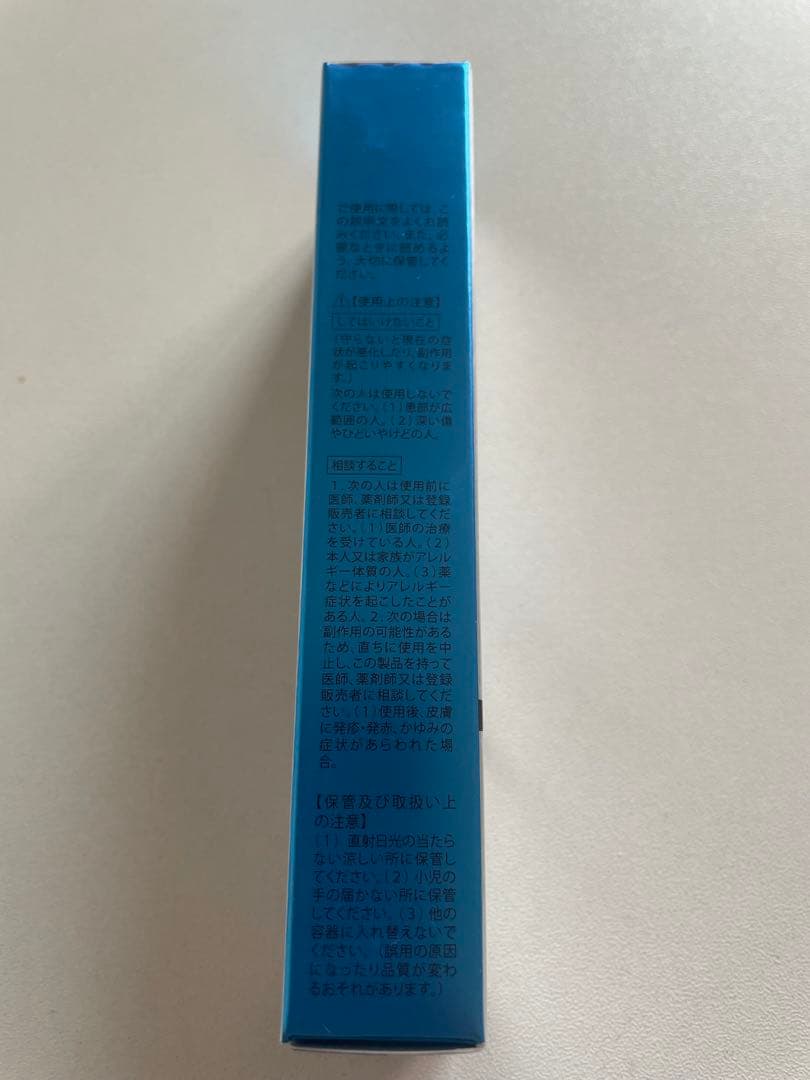 ご使用に際しては、こ
の説明文をよくお読
みください。また、必
要なときに読めるよ
う、大切に保管してく
ださい。
1.【使用上の注意】
してはいけないこと
(守らないと現在の症
状が悪化したり、副作用
が起こりやすくなりま
す。)
次の人は使用しないで
ください。(1)患部が広
範囲の人。(2)深い傷
やひどいやけどの人。
相談すること
1.次の人は使用前に
医師、薬剤師又は登録
販売者に相談してくだ
さい。(1)医師の治療
を受けている人。(2)
本人又は家族がアレル
ギー体質の人。(3)薬
などによりアレルギー
症状を起こしたことが
ある人。2.次の場合は
副作用の可能性がある
ため、直ちに使用を中
止し、この製品を持って
医師、薬剤師又は登録
販売者に相談してくだ
さい。(1)使用後、皮膚
に発疹・発赤、かゆみの
症状があらわれた場
合。
【保管及び取扱い上
の注意】
(1)直射日光の当たら
ない涼しい所に保管し
てください。(2)小児の
手の届かない所に保管
してください。(3)他の
容器に入れ替えないで
ください。(誤用の原因
になったり品質が変わ
るおそれがあります。)